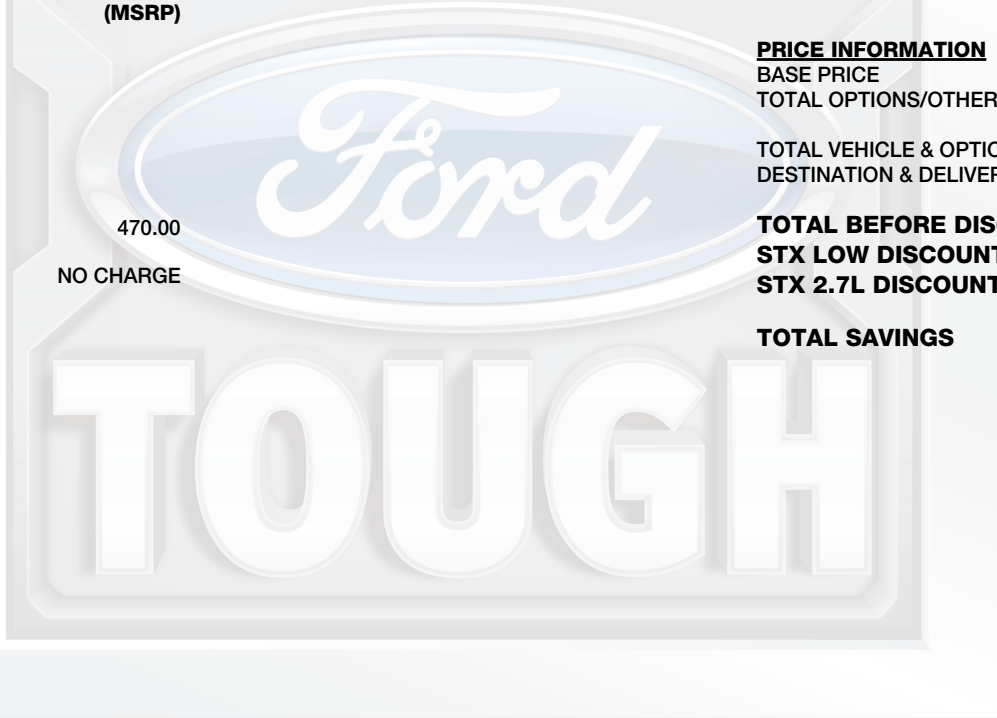 (MSRP)
470.00
NO CHARGE
PRICE INFORMATION
BASE PRICE
TOTAL OPTIONS/OTHER
TOTAL VEHICLE & OPTIO
DESTINATION & DELIVER
TOTAL BEFORE DIS
STX LOW DISCOUNT
STX 2.7L DISCOUNT
TOTAL SAVINGS
Ford
TOUGH